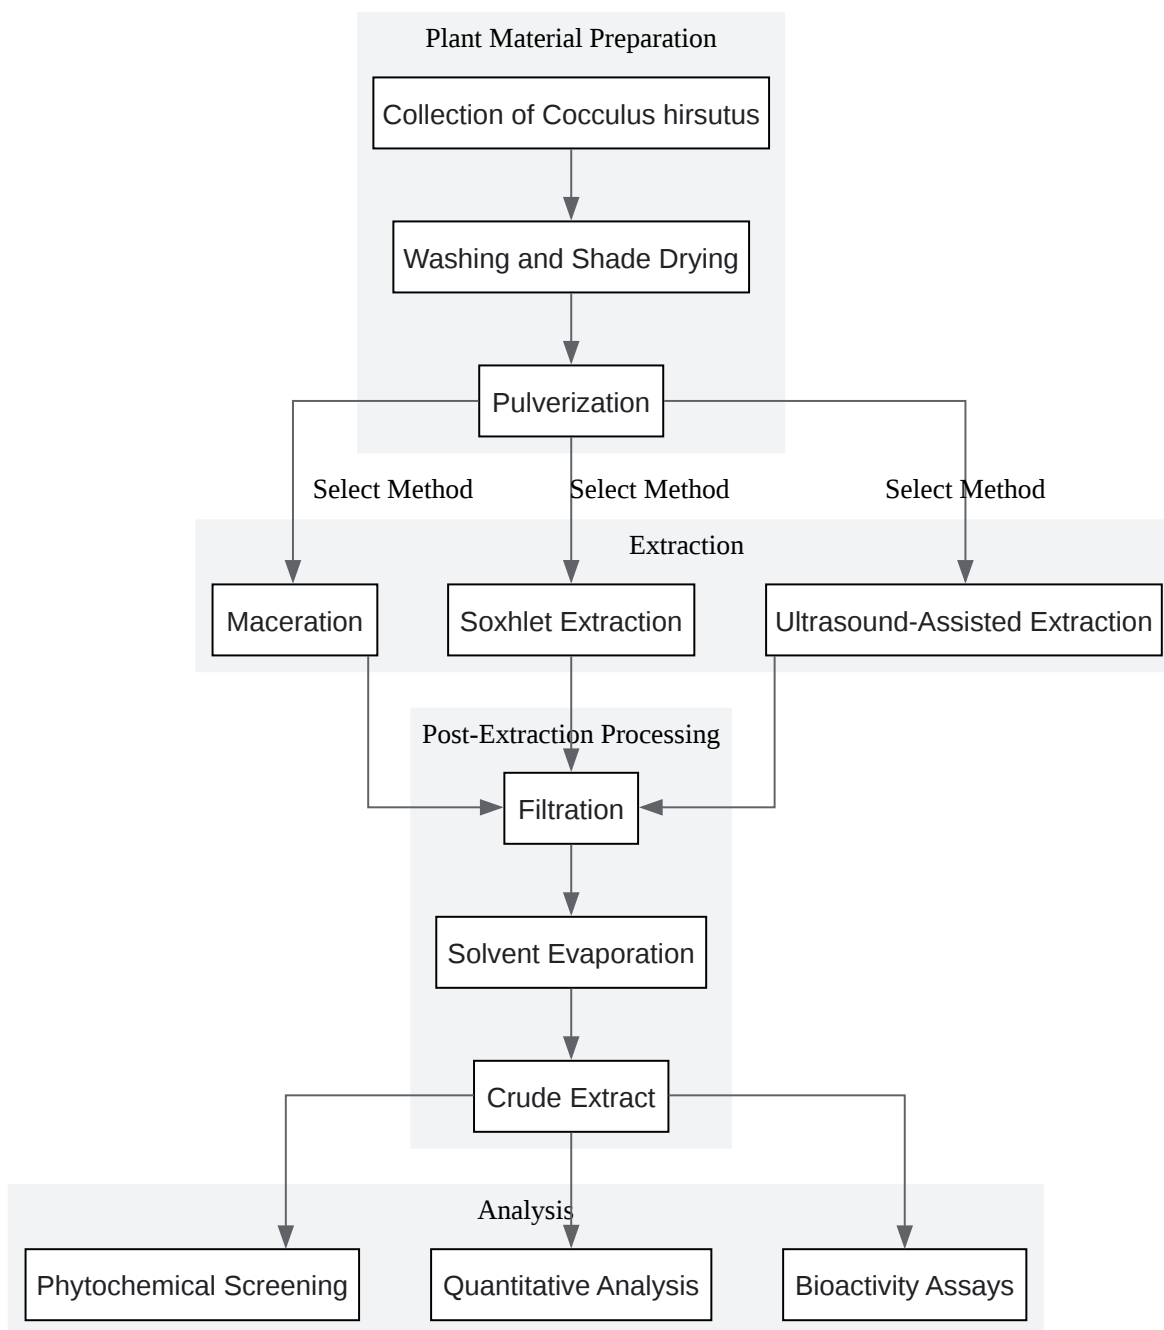 Plant Material Preparation
Collection of Cocculus hirsutus
Washing and Shade Drying
Pulverization
Select Method
Select Method
Select Method
Extraction
Maceration
Soxhlet Extraction
Ultrasound-Assisted Extraction
Post-Extraction Processing
Filtration
Solvent Evaporation
Crude Extract
Analysis
Phytochemical Screening
Quantitative Analysis
Bioactivity Assays